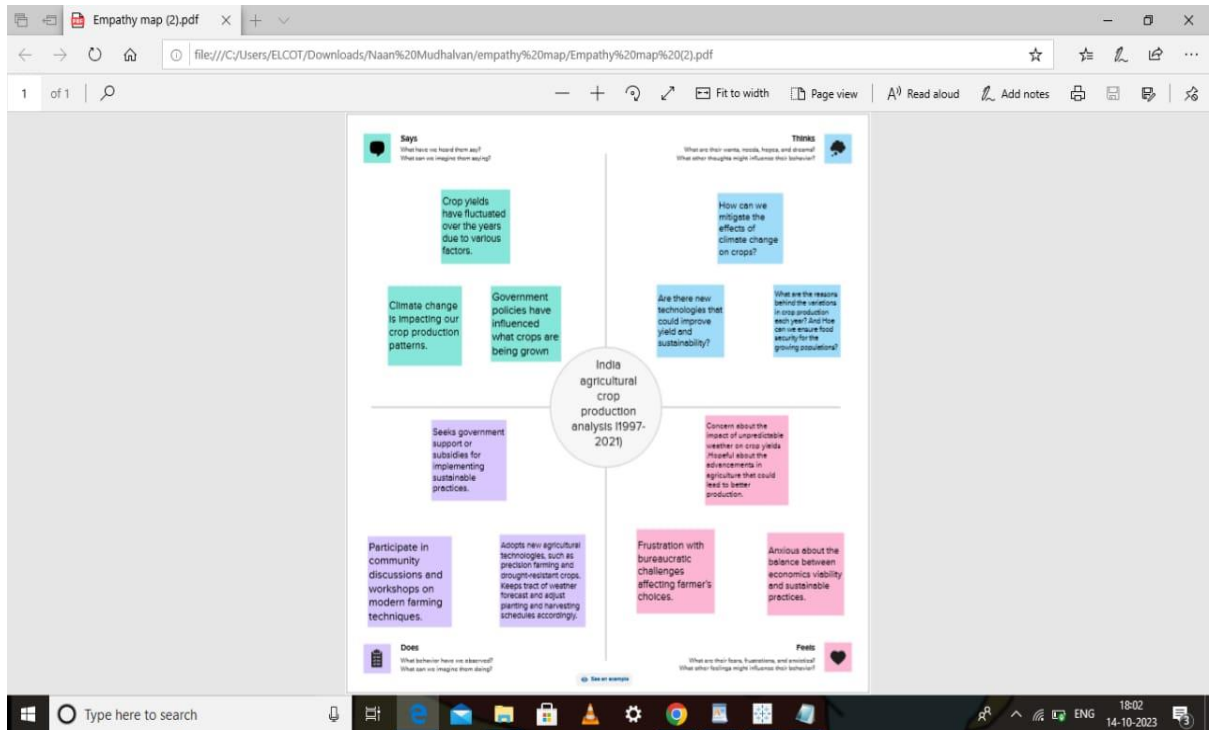 Empathy map (2).pdf
file:///C:/Users/ELCOT/Downloads/Naan%20Mudhalvan/empathy%20map/Empathy%20map%20(2).pdf
1 of 1
Fit to width
Page view
Read aloud
Add notes
Says
What have we heard them say?
What can we imagine them saying?
Thinks
What are their wants, needs, hopes, and dreams?
What other thoughts might influence their behavior?
Crop yields
have fluctuated
over the years
due to various
factors.
How can we
mitigate the
effects of
climate change
on crops?
Climate change
is impacting our
crop production
patterns.
Government
policies have
influenced
what crops are
being grown
Are there new
technologies that
could improve
yield and
sustainability?
What are the reasons
behind the variations
in crop production
each year? And Hoe
can we ensure food
security for the
growing populations?
India
agricultural
crop
production
analysis (1997-
2021)
Seeks government
support or
subsidies for
implementing
sustainable
practices.
Concern about the
impact of unpredictable
weather on crop yields
.Hopeful about the
advancements in
agriculture that could
lead to better
production.
Participate in
community
discussions and
workshops on
modern farming
techniques.
Adopts new agricultural
technologies, such as
precision farming and
drought-resistant crops.
Keeps tract of weather
forecast and adjust
planting and harvesting
schedules accordingly.
Frustration with
bureaucratic
challenges
affecting farmer's
choices.
Anxious about the
balance between
economics viability
and sustainable
practices.
Does
What behavior have we observed?
What can we imagine them doing?
Feels
What are their fears, frustrations, and anxieties?
What other feelings might influence their behavior?
See an example
Type here to search
ENG
18:02
14-10-2023
3